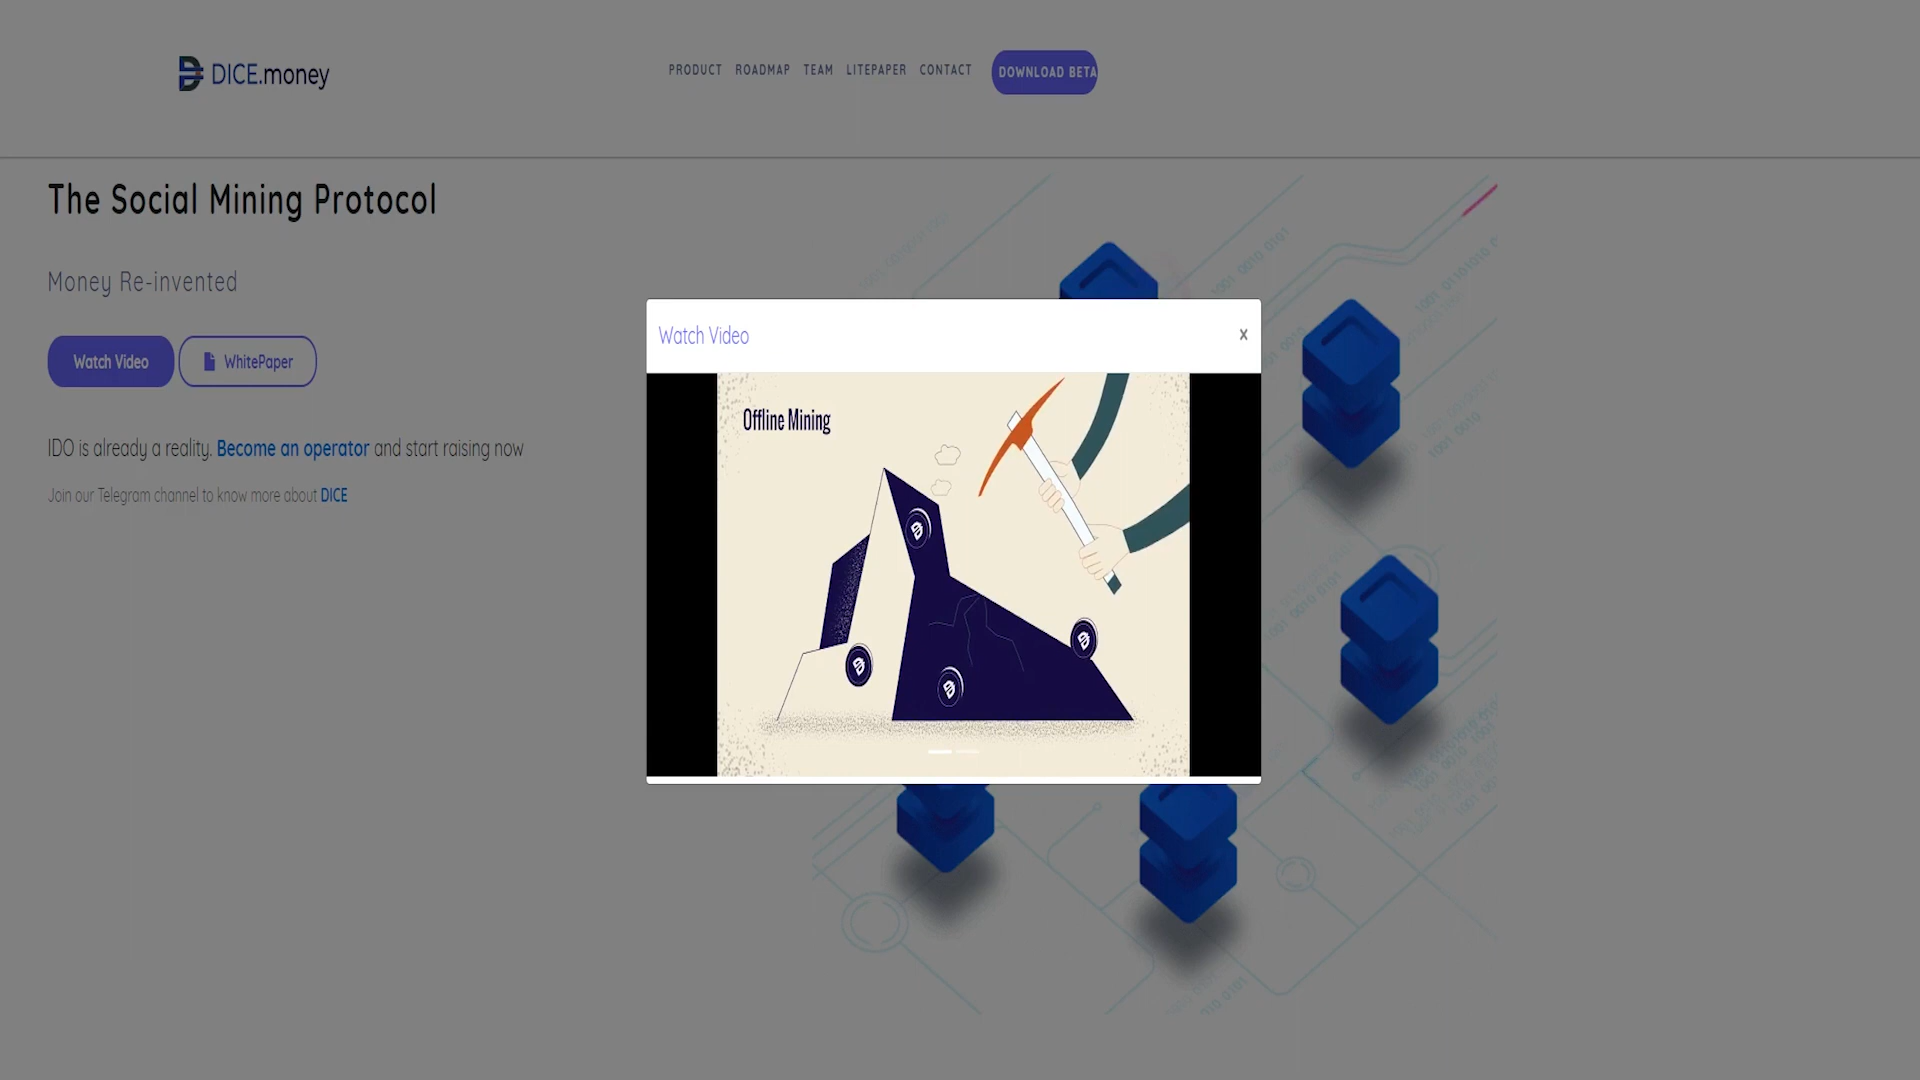 DICE.money
PRODUCT ROADMAP TEAM LITEPAPER CONTACT DOWNLOAD BETA
The Social Mining Protocol
Money Re-invented
Watch Video WhitePaper
IDO is already a reality. Become an operator and start raising now
Join our Telegram channel to know more about DICE
Watch Video x
Offline Mining